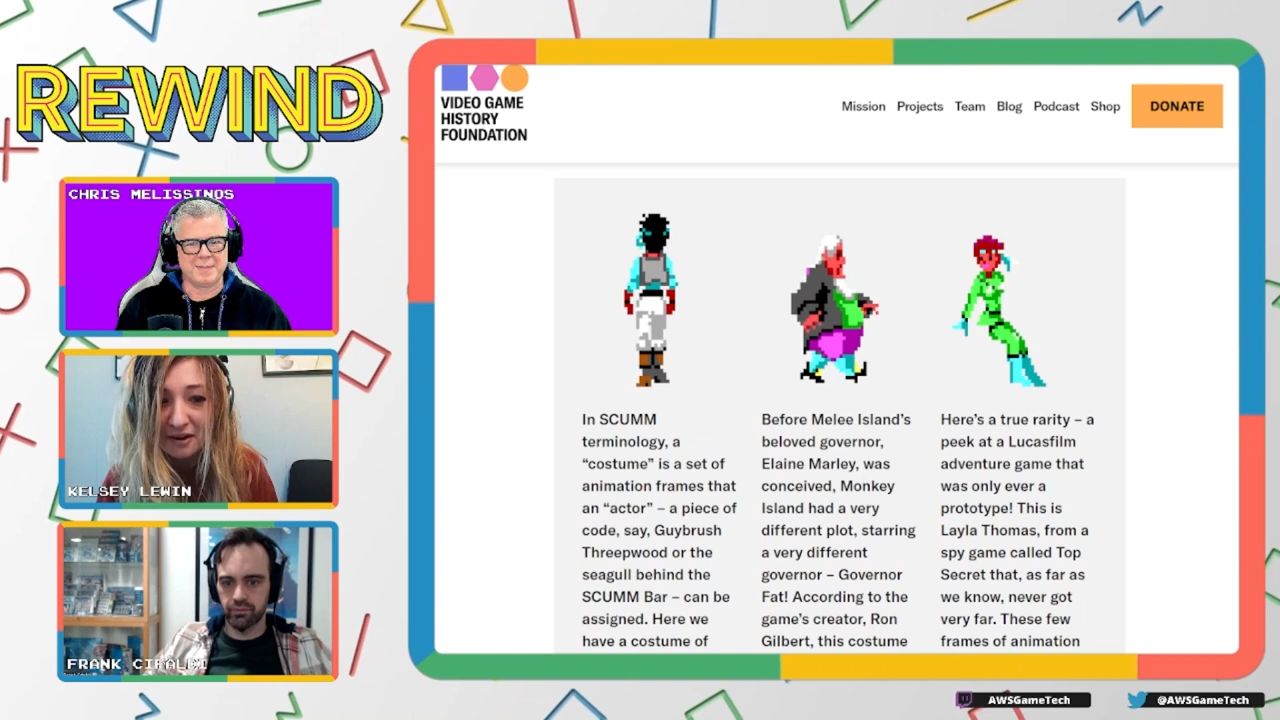 REWIND
CHRIS MELISSINOS
KELSEY LEWIN
FRANK CIFALDI
VIDEO GAME
HISTORY
FOUNDATION
Mission Projects Team Blog Podcast Shop DONATE
In SCUMM
terminology, a
“costume” is a set of
animation frames that
an “actor” – a piece of
code, say, Guybrush
Threepwood or the
seagull behind the
SCUMM Bar – can be
assigned. Here we
have a costume of
Before Melee Island’s
beloved governor,
Elaine Marley, was
conceived, Monkey
Island had a very
different plot, starring
a very different
governor – Governor
Fat! According to the
game’s creator, Ron
Gilbert, this costume
Here’s a true rarity – a
peek at a Lucasfilm
adventure game that
was only ever a
prototype! This is
Layla Thomas, from a
spy game called Top
Secret that, as far as
we know, never got
very far. These few
frames of animation
AWSGameTech
@AWSGameTech